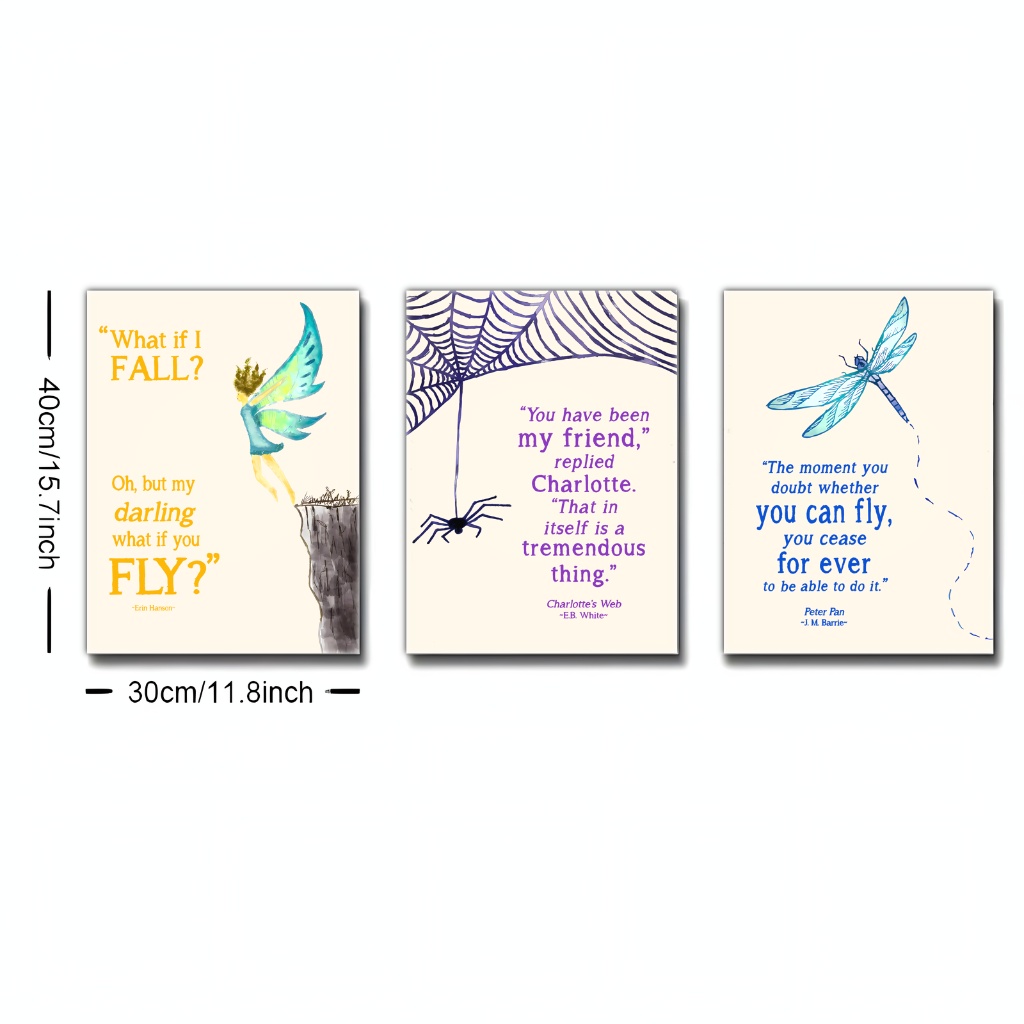 40cm/15.7inch
"What if I
FALL?
Oh, but my
darling
what if you
FLY?"
~Erin Hanson~
30cm/11.8inch
"You have been
my friend,"
replied
Charlotte.
"That in
itself is a
tremendous
thing."
Charlotte's Web
~E.B. White~
"The moment you
doubt whether
you can fly,
you cease
for ever
to be able to do it."
Peter Pan
~J. M. Barrie~